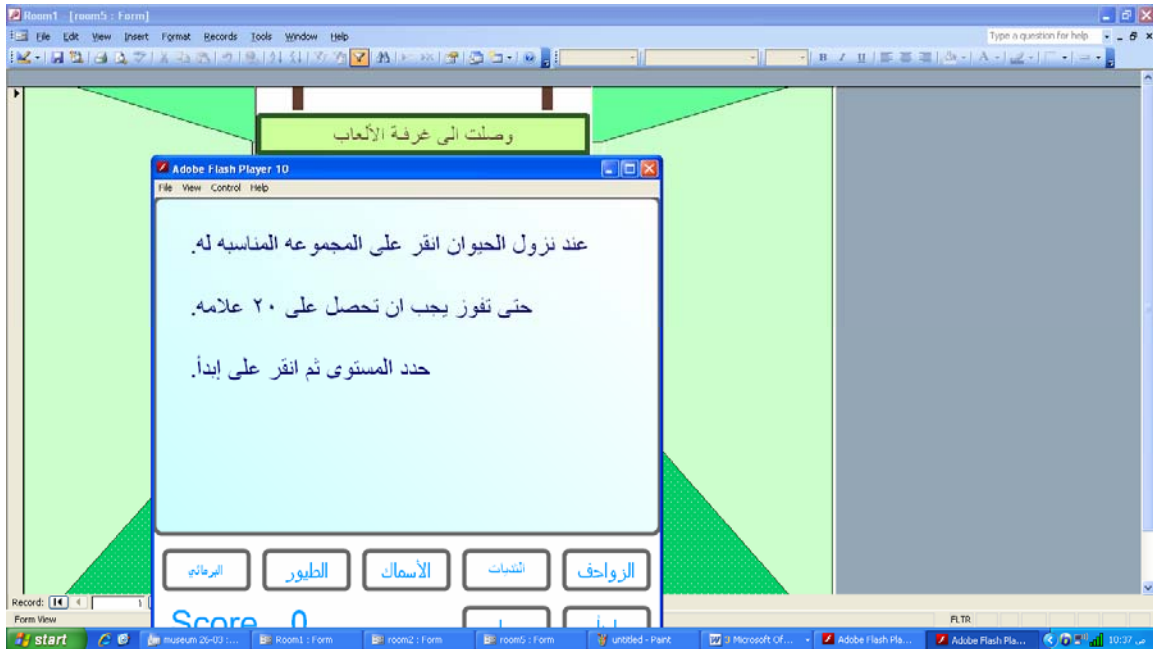 Room1 - [room5 : Form]
File Edit View Insert Format Records Tools Window Help
Type a question for help
وصلت الى غرفة الألعاب
Adobe Flash Player 10
File View Control Help
عند نزول الحيوان انقر على المجموعه المناسبه له.
حتى تفوز يجب ان تحصل على ٢٠ علامه.
حدد المستوى ثم انقر على إبدأ.
الزواحف الثدييات الأسماك الطيور البرمائي
Score 0
Record: 1
Form View FLTR
start museum 26-03 :... Room1 : Form room2 : Form room5 : Form untitled - Paint 3 Microsoft Of... Adobe Flash Pla... Adobe Flash Pla... 10:37 ص